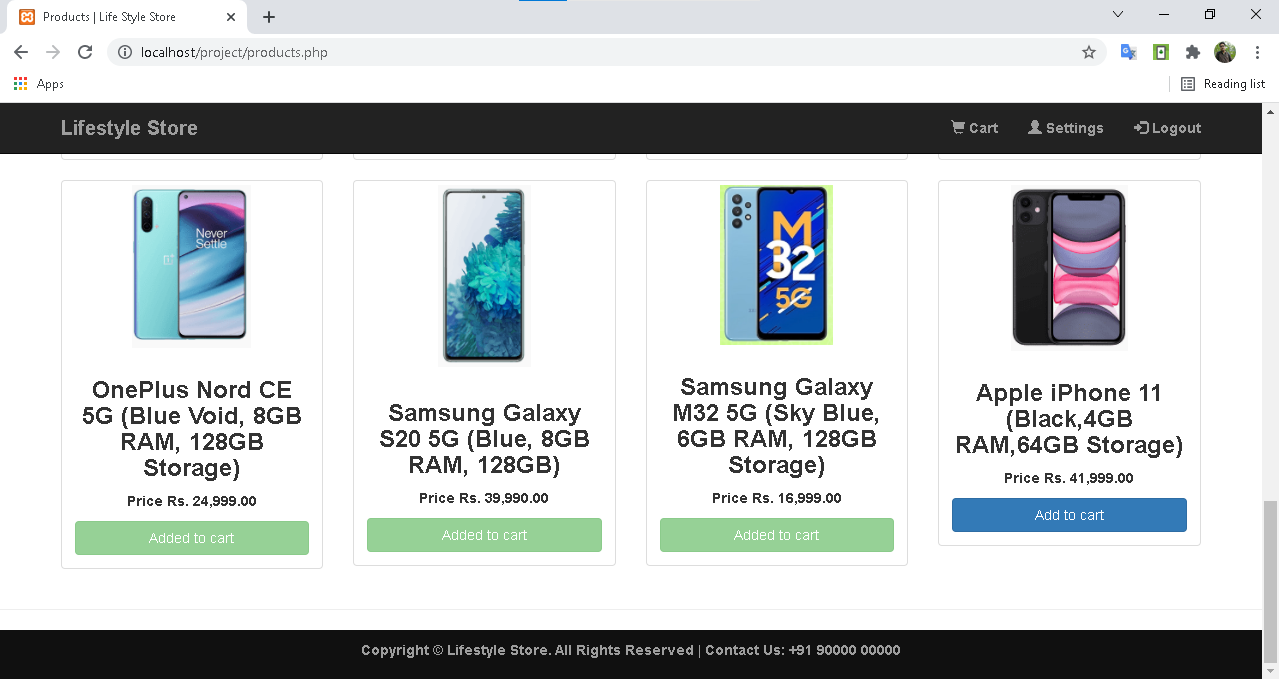 Products | Life Style Store
localhost/project/products.php
Apps
Reading list
Lifestyle Store
Cart
Settings
Logout
Never
Settle
M
32
5G
OnePlus Nord CE
5G (Blue Void, 8GB
RAM, 128GB
Storage)
Price Rs. 24,999.00
Added to cart
Samsung Galaxy
S20 5G (Blue, 8GB
RAM, 128GB)
Price Rs. 39,990.00
Added to cart
Samsung Galaxy
M32 5G (Sky Blue,
6GB RAM, 128GB
Storage)
Price Rs. 16,999.00
Added to cart
Apple iPhone 11
(Black,4GB
RAM,64GB Storage)
Price Rs. 41,999.00
Add to cart
Copyright © Lifestyle Store. All Rights Reserved | Contact Us: +91 90000 00000